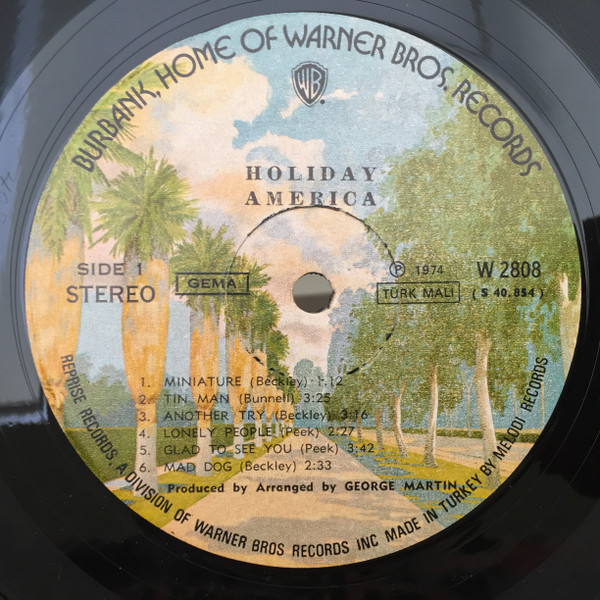 BURBANK, HOME OF WARNER BROS. RECORDS
WB
HOLIDAY
AMERICA
SIDE 1
STEREO
GEMA
℗ 1974
W 2808
TÜRK MALI
( S 40.854 )
1. MINIATURE (Beckley) 1:12
2. TIN MAN (Bunnell) 3:25
3. ANOTHER TRY (Beckley) 3:16
4. LONELY PEOPLE (Peek) 2:27
5. GLAD TO SEE YOU (Peek) 3:42
6. MAD DOG (Beckley) 2:33
Produced by Arranged by GEORGE MARTIN
REPRISE RECORDS, A DIVISION OF WARNER BROS RECORDS INC MADE IN TURKEY BY MELODİ RECORDS